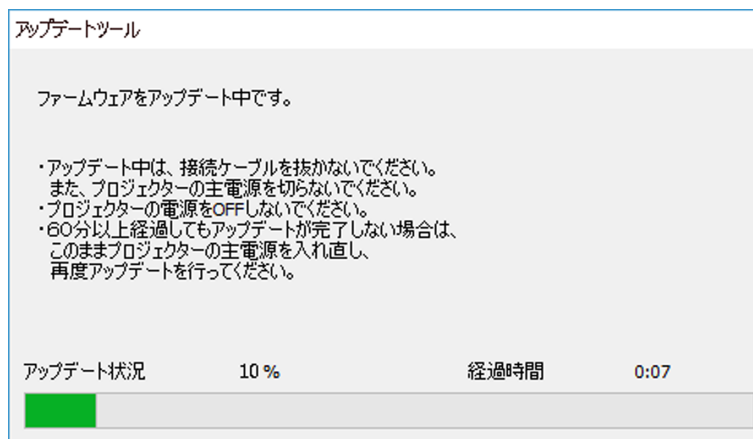 アップデートツール
ファームウェアをアップデート中です。
・アップデート中は、接続ケーブルを抜かないでください。
また、プロジェクターの主電源を切らないでください。
・プロジェクターの電源をOFFしないでください。
・60分以上経過してもアップデートが完了しない場合は、
このままプロジェクターの主電源を入れ直し、
再度アップデートを行ってください。
アップデート状況 10 % 経過時間 0:07